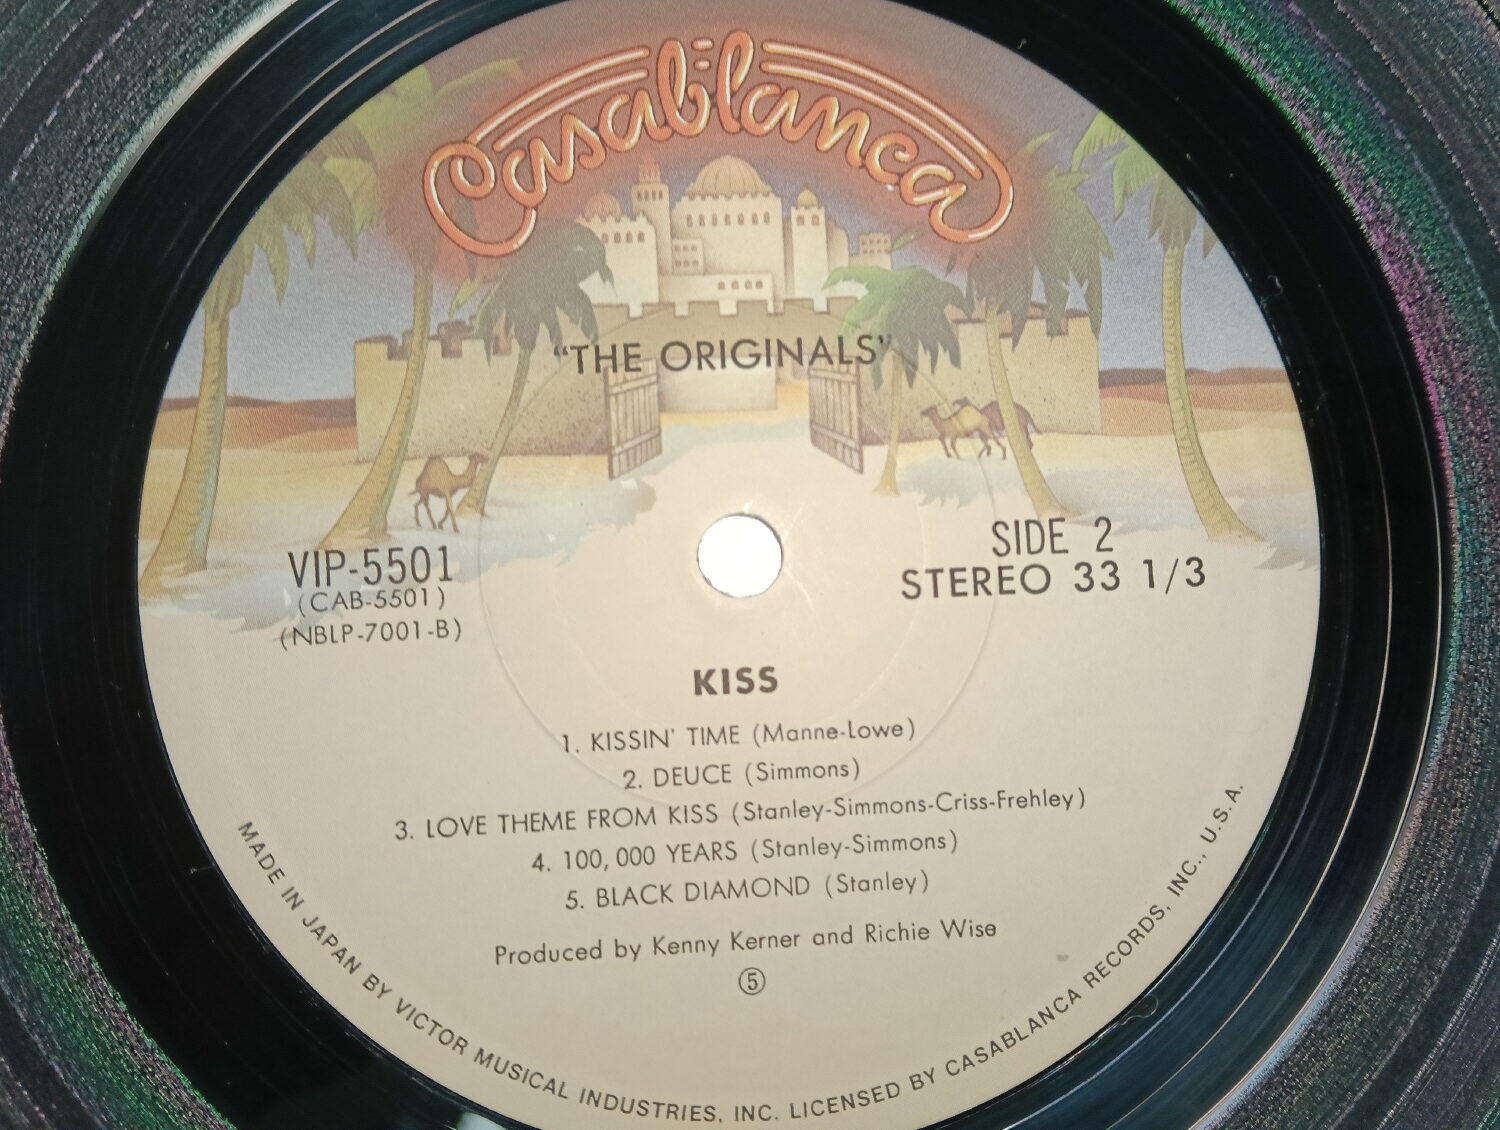 Casablanca
“THE ORIGINALS”
VIP-5501
(CAB-5501)
(NBLP-7001-B)
SIDE 2
STEREO 33 1/3
KISS
1. KISSIN' TIME (Manne-Lowe)
2. DEUCE (Simmons)
3. LOVE THEME FROM KISS (Stanley-Simmons-Criss-Frehley)
4. 100,000 YEARS (Stanley-Simmons)
5. BLACK DIAMOND (Stanley)
Produced by Kenny Kerner and Richie Wise
⑤
MADE IN JAPAN BY VICTOR MUSICAL INDUSTRIES, INC. LICENSED BY CASABLANCA RECORDS, INC., U.S.A.